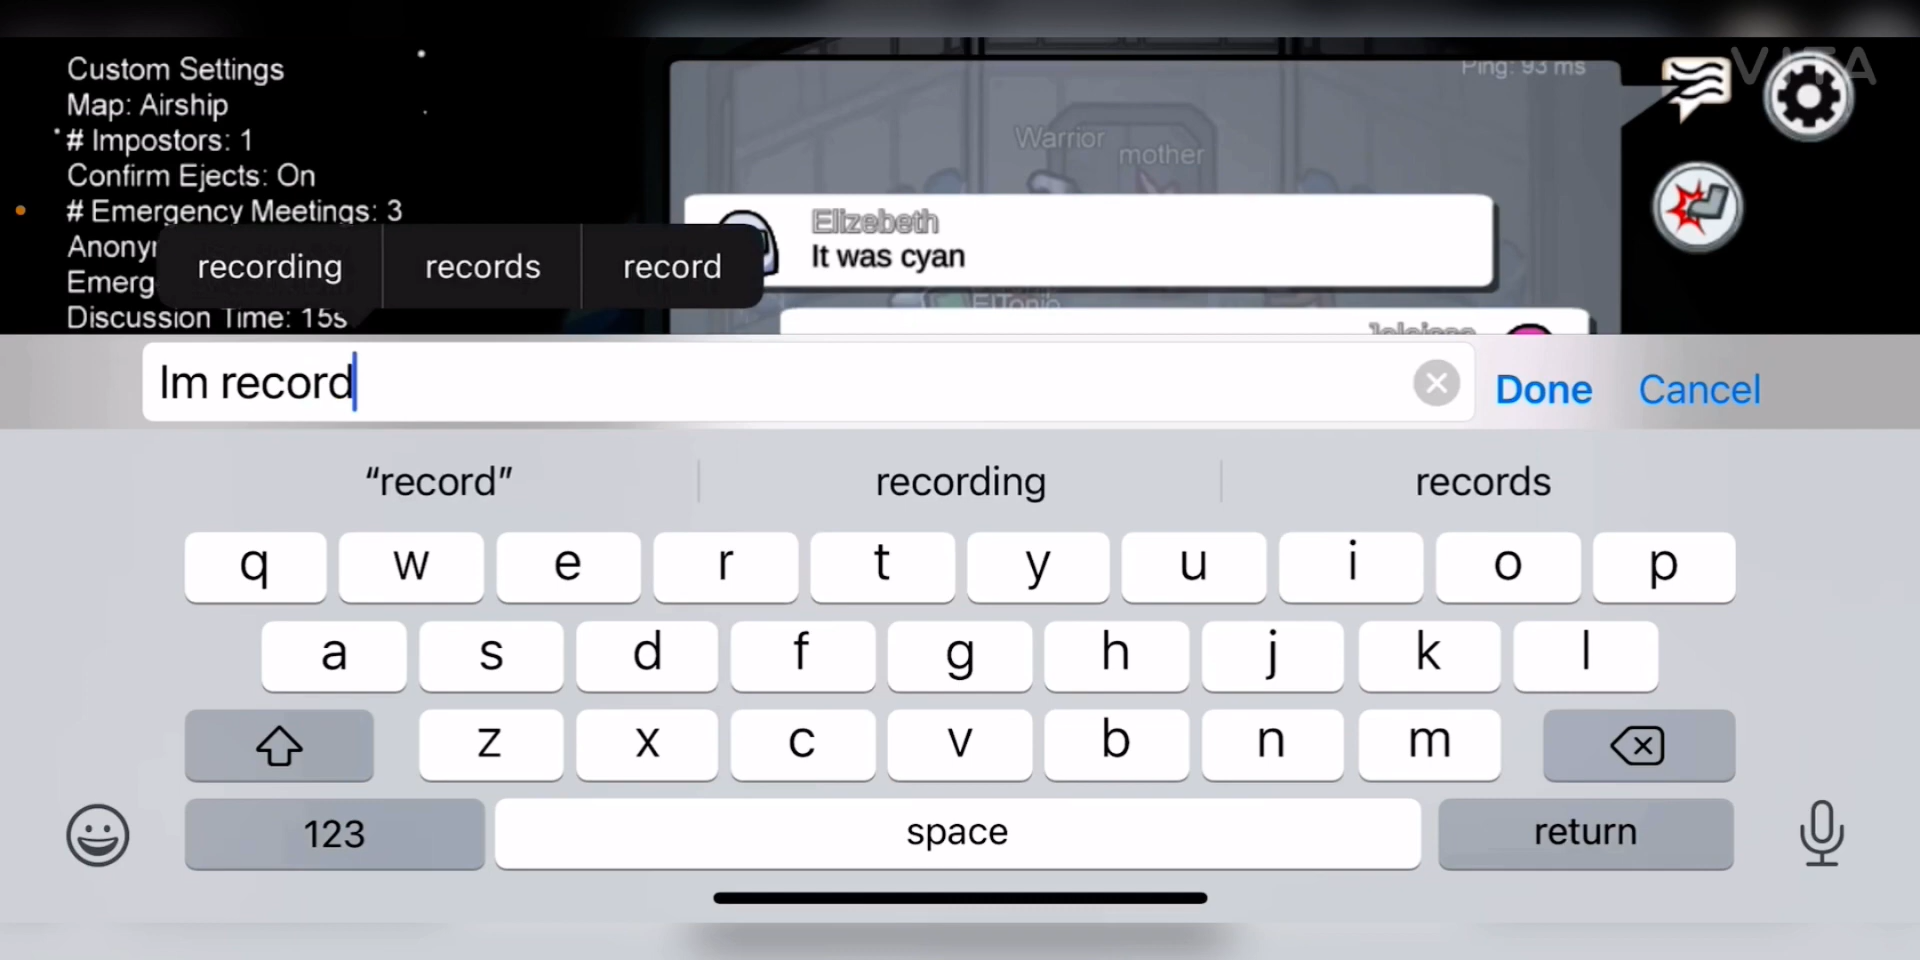 Custom Settings
Map: Airship
# Impostors: 1
Confirm Ejects: On
# Emergency Meetings: 3
Anony
Emerg
Discussion Time: 15s
recording records record
Ping: 93 ms
VITA
Warrior
mother
Elizebeth
It was cyan
ElTonio
Im record
Done Cancel
“record” recording records
q w e r t y u i o p
a s d f g h j k l
z x c v b n m
123 space return